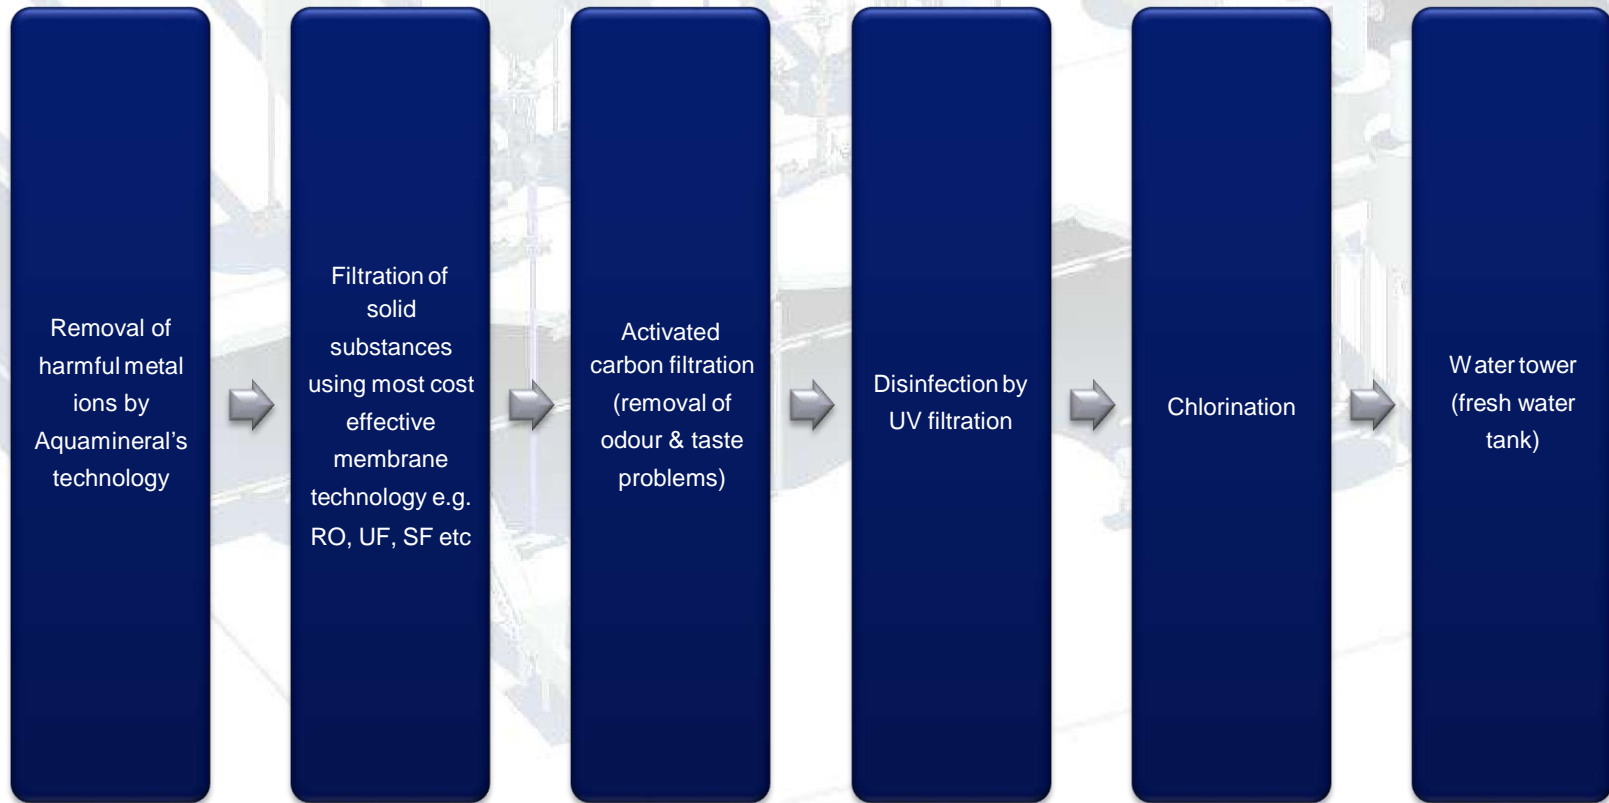 Removal of
harmful metal
ions by
Aquamineral’s
technology
Filtration of
solid
substances
using most cost
effective
membrane
technology e.g.
RO, UF, SF etc
Activated
carbon filtration
(removal of
odour & taste
problems)
Disinfection by
UV filtration
Chlorination
Water tower
(fresh water
tank)